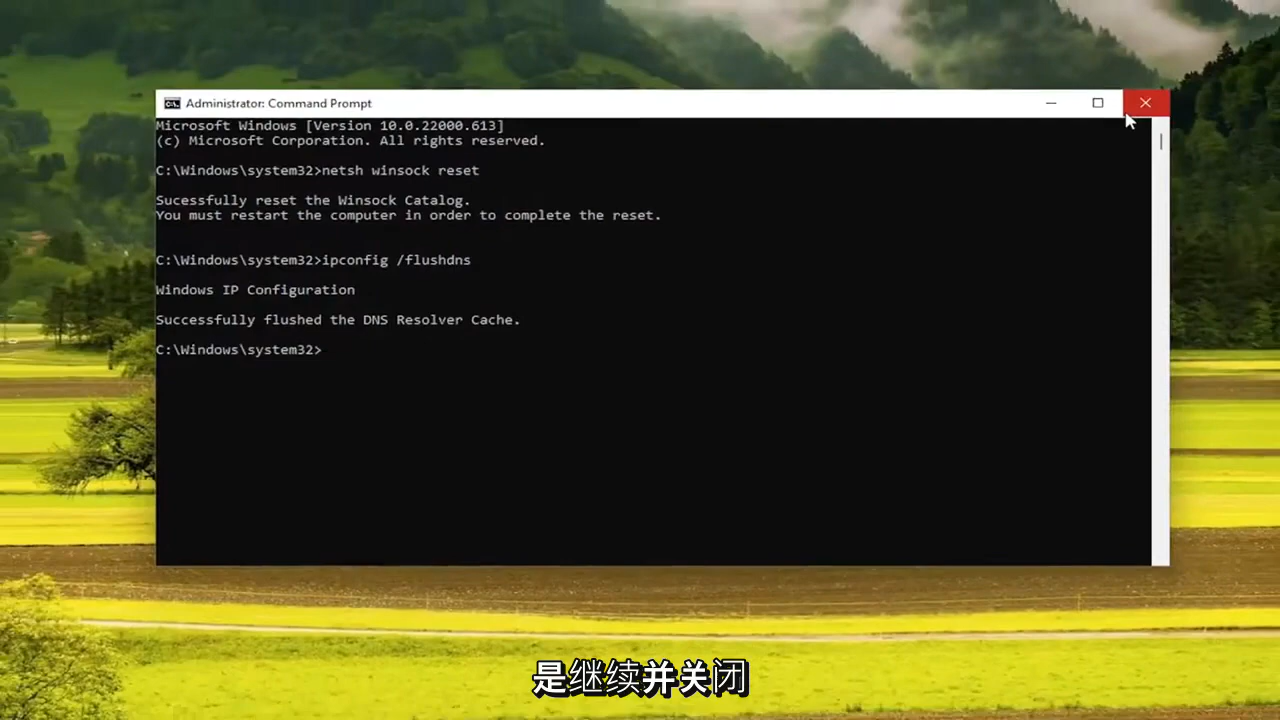 Administrator: Command Prompt
Microsoft Windows [Version 10.0.22000.613]
(c) Microsoft Corporation. All rights reserved.
C:\Windows\system32>netsh winsock reset
Sucessfully reset the Winsock Catalog.
You must restart the computer in order to complete the reset.
C:\Windows\system32>ipconfig /flushdns
Windows IP Configuration
Successfully flushed the DNS Resolver Cache.
C:\Windows\system32>
是继续并关闭